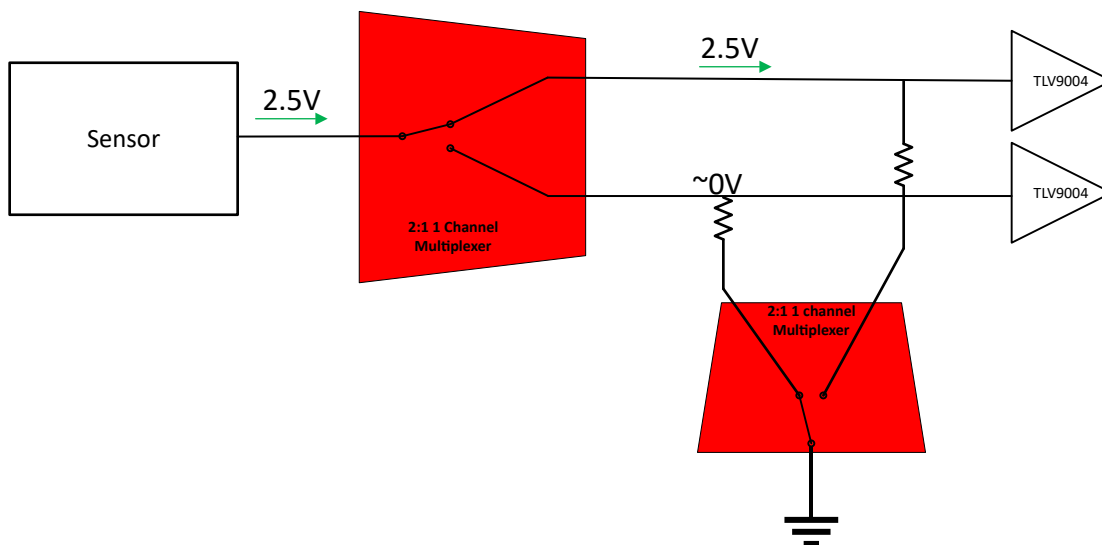 2.5V
TLV9004
2.5V
Sensor
~0V
TLV9004
2:1 1 Channel
Multiplexer
2:1 1 channel
Multiplexer